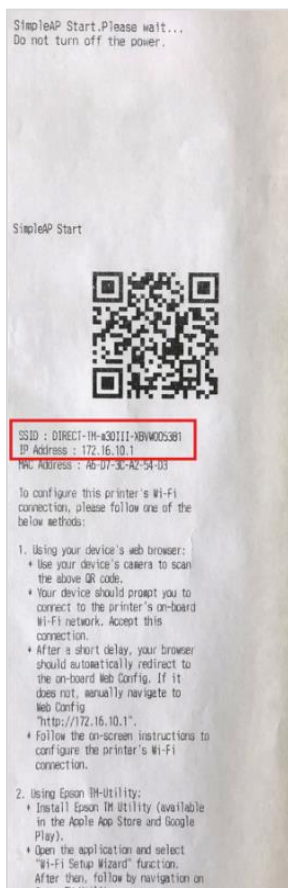 SimpleAP Start.Please wait...
Do not turn off the power.
SimpleAP Start
SSID : DIRECT-TM-m30III-XBVW005381
IP Address : 172.16.10.1
MAC Address : A6-D7-3C-A2-54-D3
To configure this printer's Wi-Fi
connection, please follow one of the
below methods:
1. Using your device's web browser:
* Use your device's camera to scan
the above QR code.
* Your device should prompt you to
connect to the printer's on-board
Wi-Fi network. Accept this
connection.
* After a short delay, your browser
should automatically redirect to
the on-board Web Config. If it
does not, manually navigate to
Web Config
"http://172.16.10.1".
* Follow the on-screen instructions to
configure the printer's Wi-Fi
connection.
2. Using Epson TM-Utility:
* Install Epson TM Utility (available
in the Apple App Store and Google
Play).
* Open the application and select
"Wi-Fi Setup Wizard" function.
After then, follow by navigation on